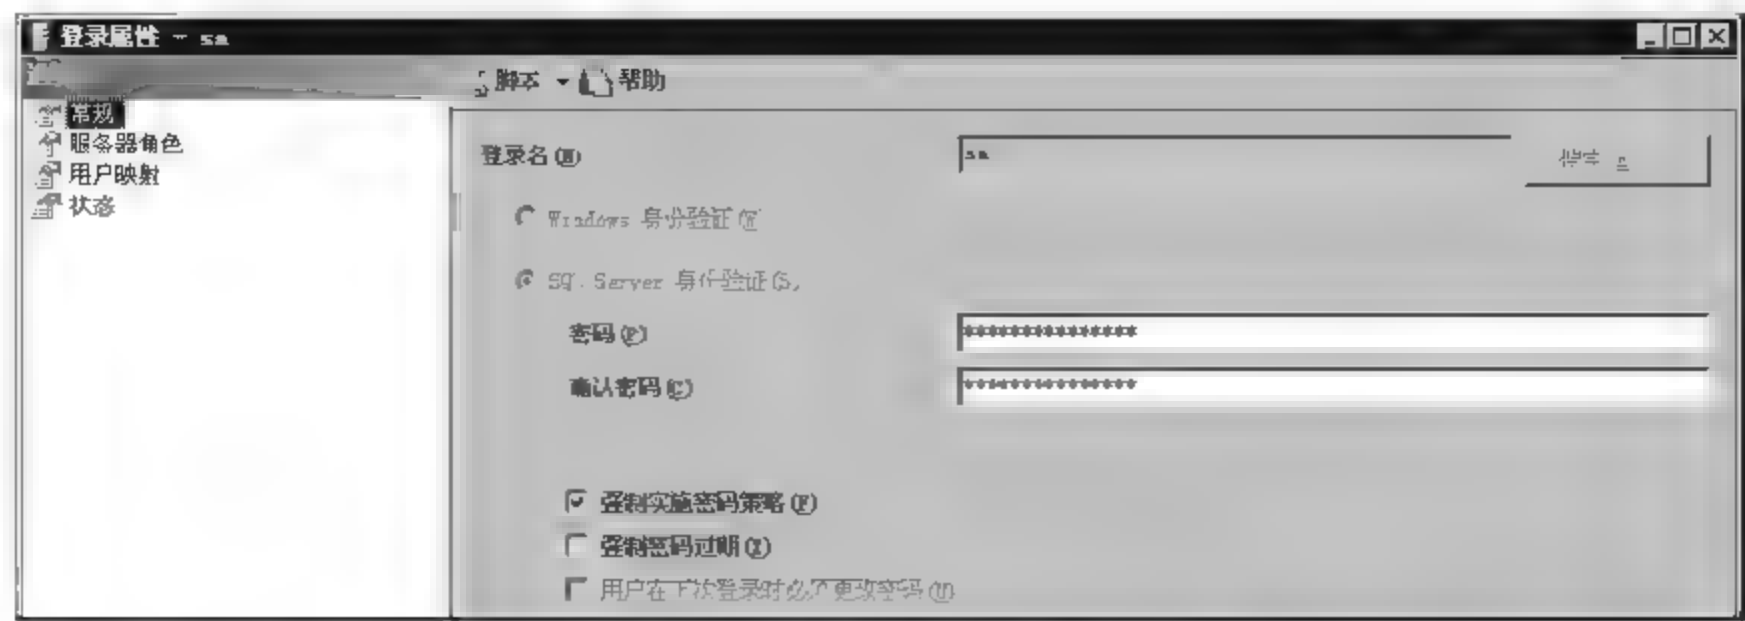 登录属性 - sa
脚本 帮助
常规
服务器角色
用户映射
状态
登录名(N)
sa
Windows 身份验证(W
SQL Server 身份验证(S)
密码(P)
***************
确认密码(C)
***************
强制实施密码策略(F)
强制密码过期(X)
用户在下次登录时必须更改密码(U)